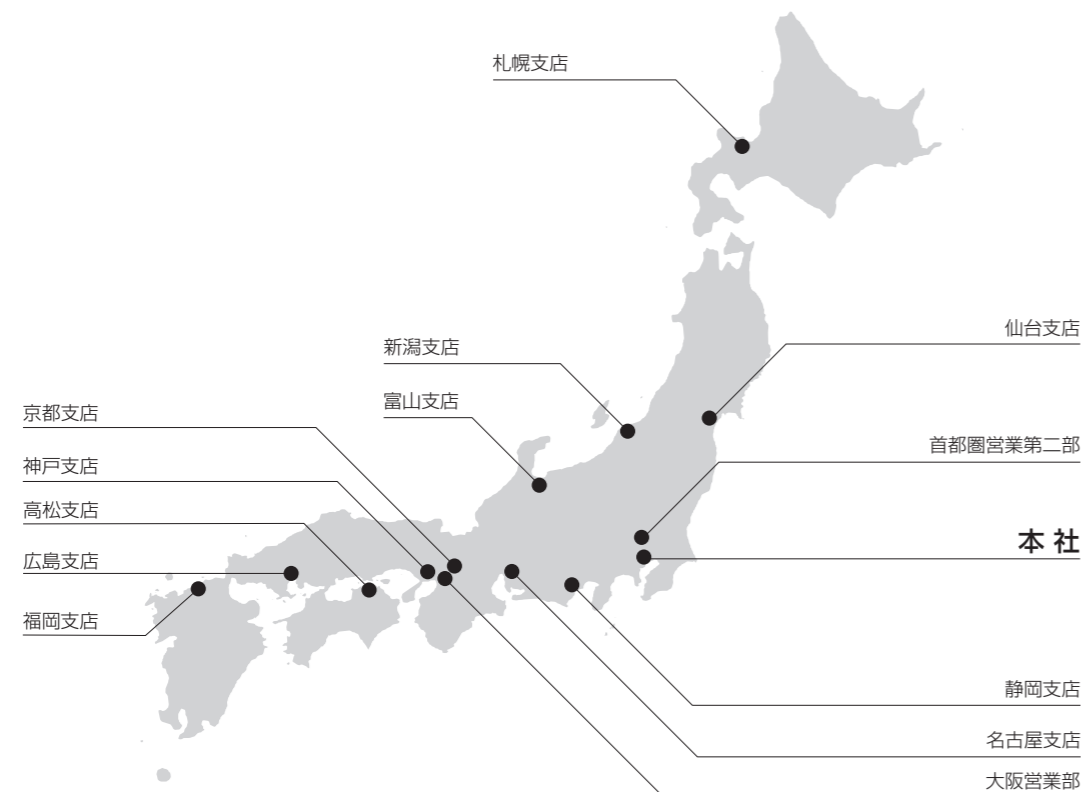 札幌支店
仙台支店
新潟支店
富山支店
京都支店
首都圏営業第二部
神戸支店
高松支店
本社
広島支店
福岡支店
静岡支店
名古屋支店
大阪営業部